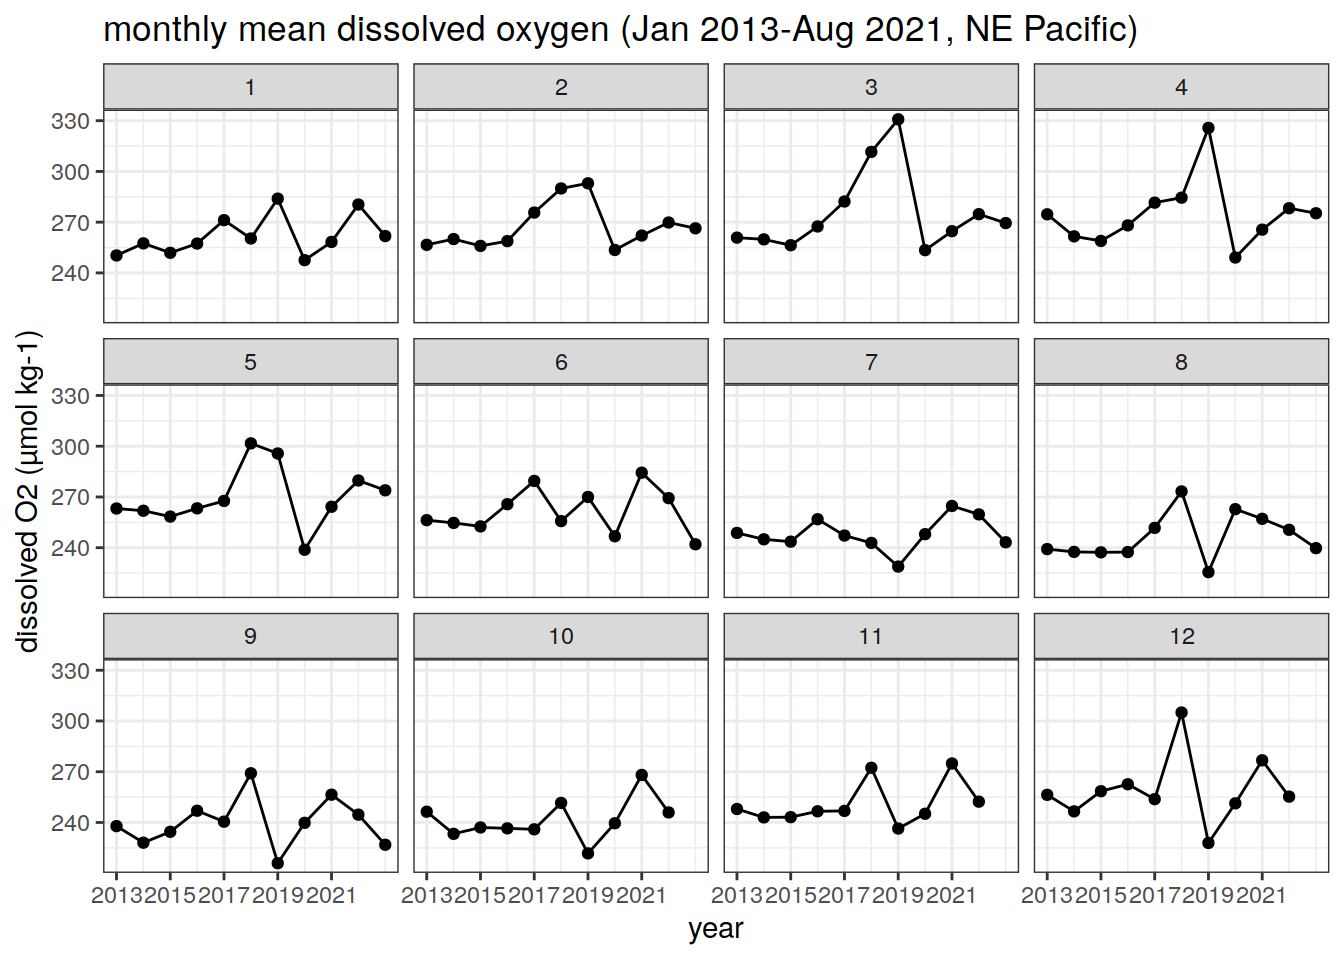 monthly mean dissolved oxygen (Jan 2013-Aug 2021, NE Pacific)
1 2 3 4
330
300
270
240
5 6 7 8
330
300
270
240
dissolved O2 (µmol kg-1)
9 10 11 12
330
300
270
240
2013 2015 2017 2019 2021 2013 2015 2017 2019 2021 2013 2015 2017 2019 2021 2013 2015 2017 2019 2021
year